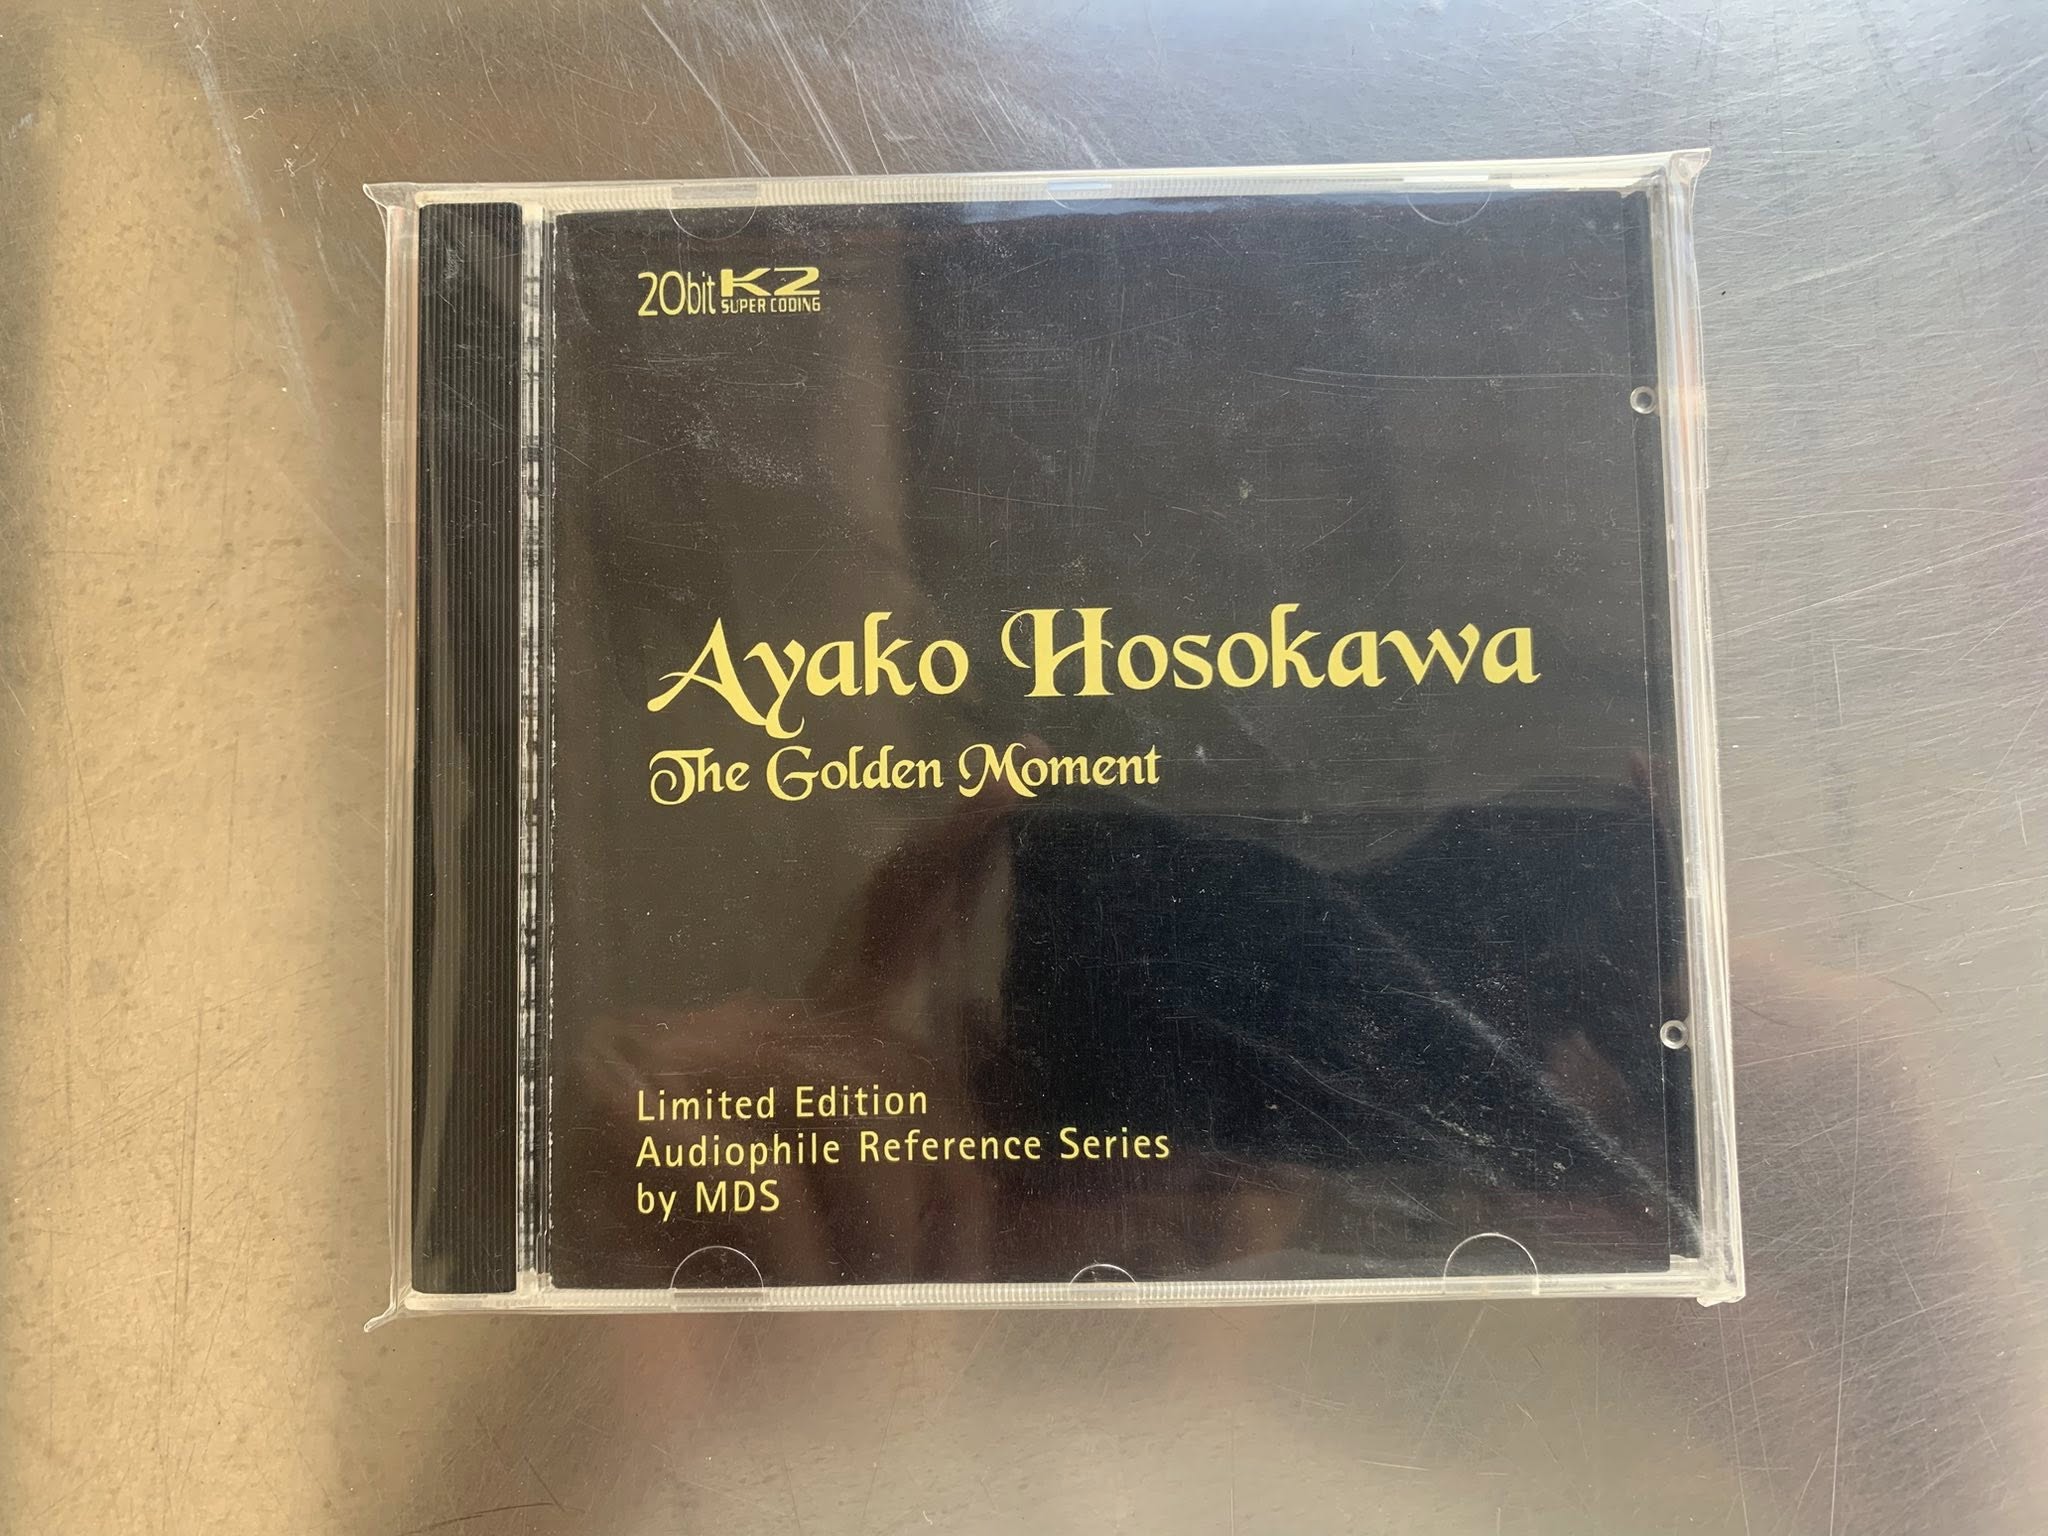 20bit K2
SUPER CODING
Ayako Hosokawa
The Golden Moment
Limited Edition
Audiophile Reference Series
by MDS